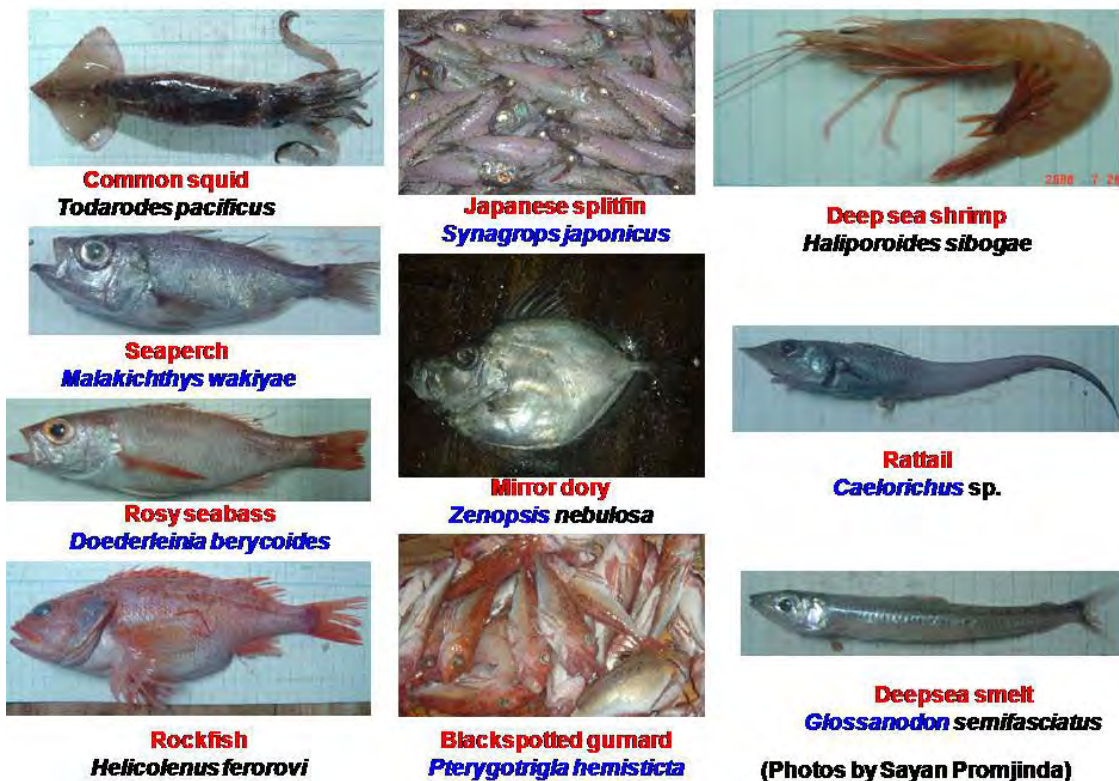 Common squid
Todarodes pacificus
Japanese splitfin
Synagrops japonicus
Deep sea shrimp
Haliporoides sibogae
Seaperch
Malakichthys wakiyae
Mirror dory
Zenopsis nebulosa
Rattail
Caelorichus sp.
Rosy seabass
Doederleinia berycoides
Rockfish
Helicolenus ferorovi
Blackspotted gurnard
Pterygotrigla hemisticta
Deepsea smelt
Glossanodon semifasciatus
(Photos by Sayan Promjinda)